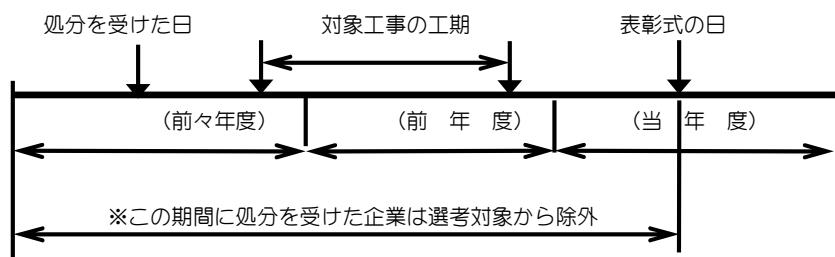 処分を受けた日 対象工事の工期 表彰式の日
(前々年度) (前 年 度) (当 年 度)
※この期間に処分を受けた企業は選考対象から除外